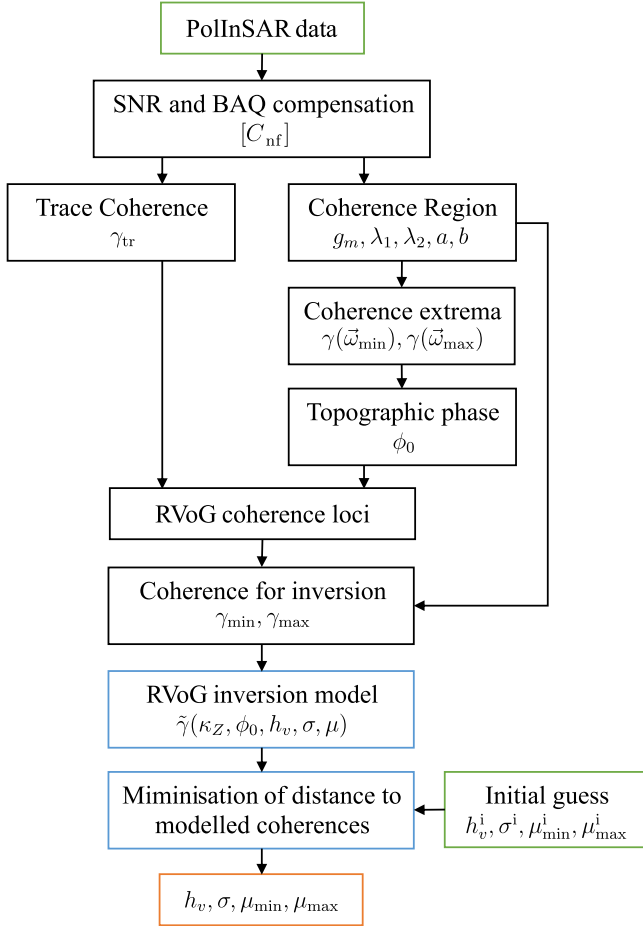 PolInSAR data
SNR and BAQ compensation
[C_nf]
Trace Coherence
γ_tr
Coherence Region
g_m, λ_1, λ_2, a, b
Coherence extrema
γ(ω⃗_min), γ(ω⃗_max)
Topographic phase
ϕ_0
RVoG coherence loci
Coherence for inversion
γ_min, γ_max
RVoG inversion model
γ̃(κ_Z, ϕ_0, h_v, σ, μ)
Miminisation of distance to
modelled coherences
Initial guess
h_v^i, σ^i, μ_min^i, μ_max^i
h_v, σ, μ_min, μ_max